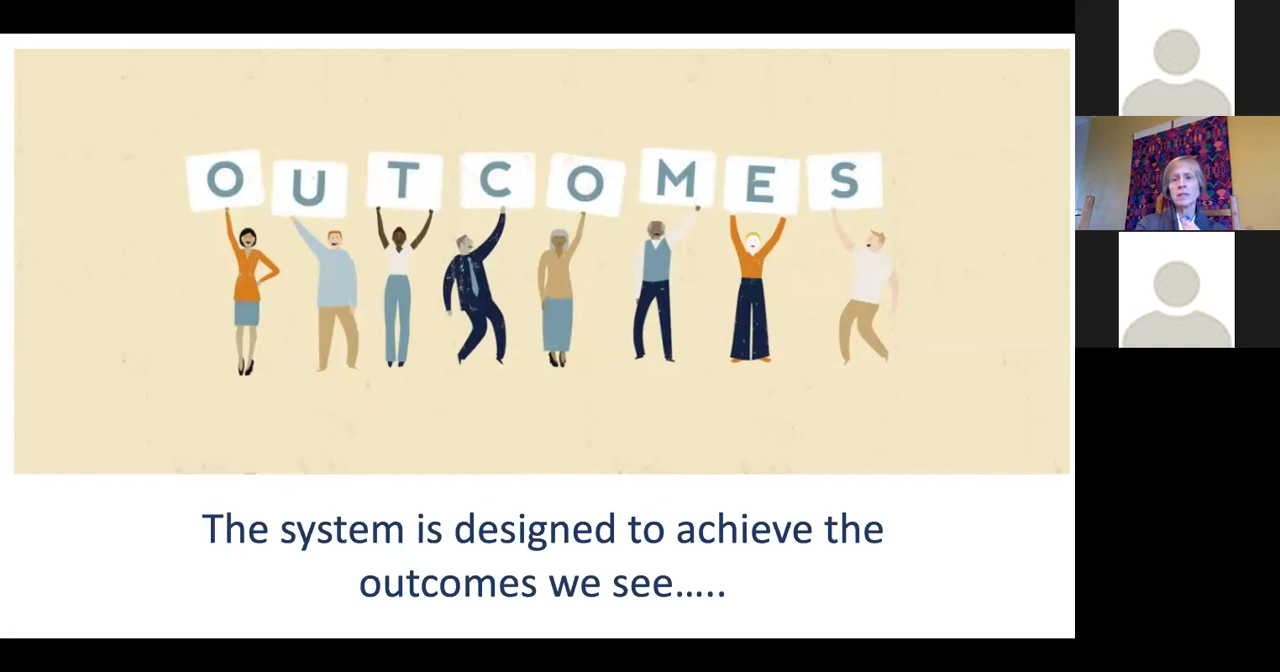 OUTCOMES
The system is designed to achieve the
outcomes we see…..